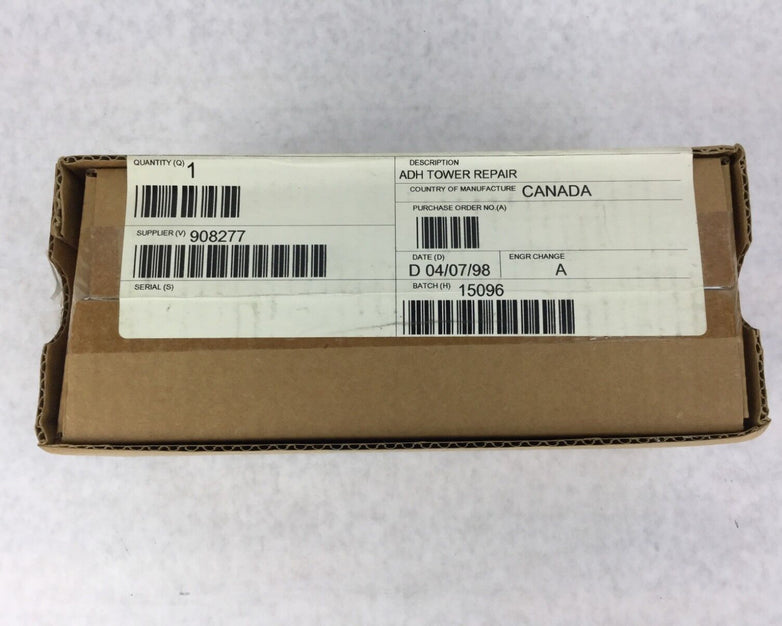 QUANTITY (Q) 1
SUPPLIER (V) 908277
SERIAL (S)
DESCRIPTION
ADH TOWER REPAIR
COUNTRY OF MANUFACTURE CANADA
PURCHASE ORDER NO.(A)
DATE (D)
D 04/07/98
ENGR CHANGE
A
BATCH (H) 15096